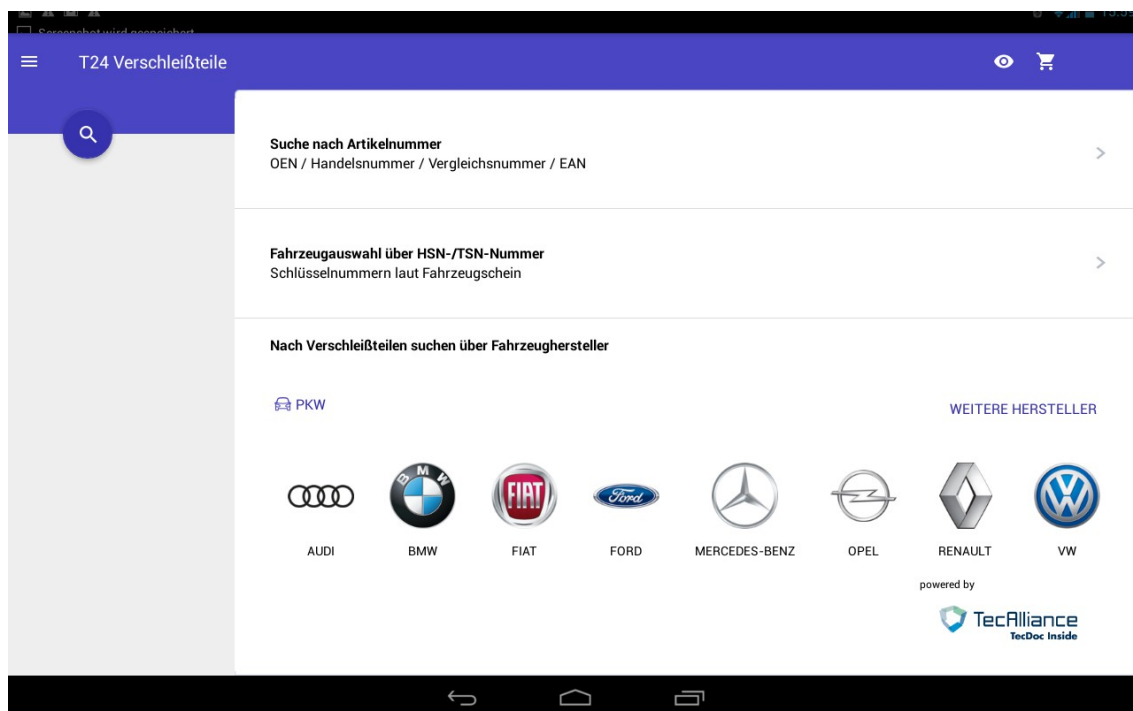 T24 Verschleißteile
Suche nach Artikelnummer
OEN / Handelsnummer / Vergleichsnummer / EAN
Fahrzeugauswahl über HSN-/TSN-Nummer
Schlüsselnummern laut Fahrzeugschein
Nach Verschleißteilen suchen über Fahrzeughersteller
PKW
WEITERE HERSTELLER
BMW
FIAT
Ford
AUDI
BMW
FIAT
FORD
MERCEDES-BENZ
OPEL
RENAULT
VW
powered by
TecAlliance
TecDoc Inside